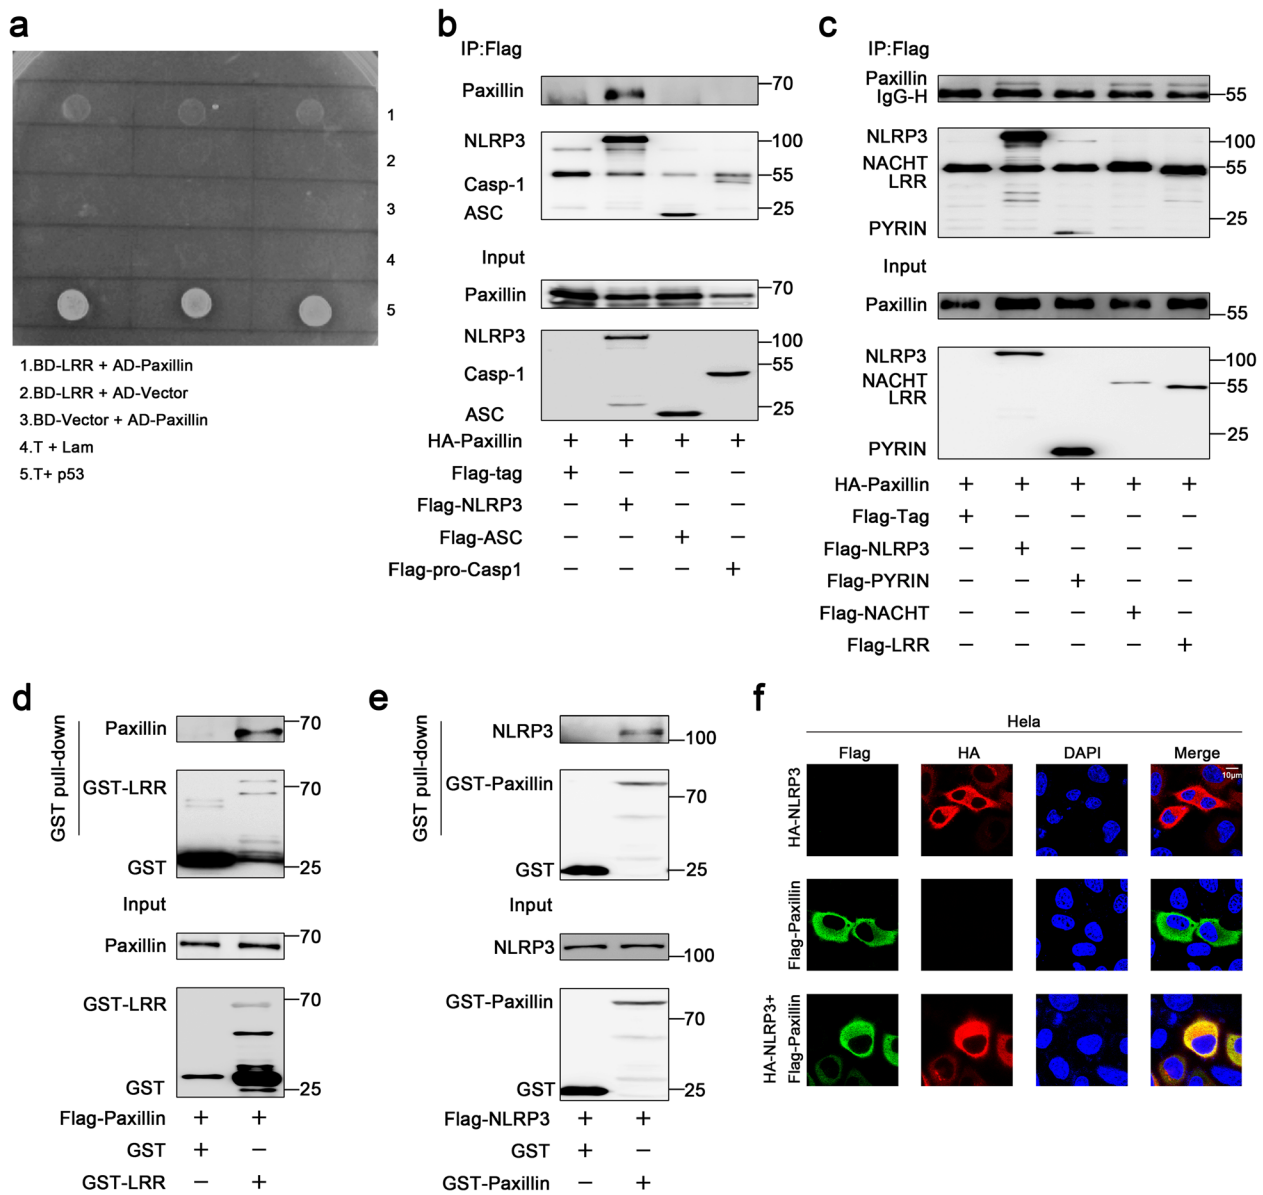 a
1
2
3
4
5
1.BD-LRR + AD-Paxillin
2.BD-LRR + AD-Vector
3.BD-Vector + AD-Paxillin
4.T + Lam
5.T+ p53
b
IP:Flag
Paxillin
70
NLRP3
100
Casp-1
55
ASC
25
Input
Paxillin
70
NLRP3
100
Casp-1
55
ASC
25
HA-Paxillin + + + +
Flag-tag + − − −
Flag-NLRP3 − + − −
Flag-ASC − − + −
Flag-pro-Casp1 − − − +
c
IP:Flag
Paxillin
IgG-H
55
NLRP3
100
NACHT
55
LRR
25
PYRIN
Input
Paxillin
55
NLRP3
100
NACHT
55
LRR
25
PYRIN
HA-Paxillin + + + + +
Flag-Tag + − − − −
Flag-NLRP3 − + − − −
Flag-PYRIN − − + − −
Flag-NACHT − − − + −
Flag-LRR − − − − +
d
GST pull-down
Paxillin
70
GST-LRR
70
GST
25
Input
Paxillin
70
GST-LRR
70
GST
25
Flag-Paxillin + +
GST + −
GST-LRR − +
e
GST pull-down
NLRP3
100
GST-Paxillin
70
GST
25
Input
NLRP3
100
GST-Paxillin
70
GST
25
Flag-NLRP3 + +
GST + −
GST-Paxillin − +
f
Hela
Flag HA DAPI Merge
10μm
HA-NLRP3
Flag-Paxillin
HA-NLRP3+
Flag-Paxillin